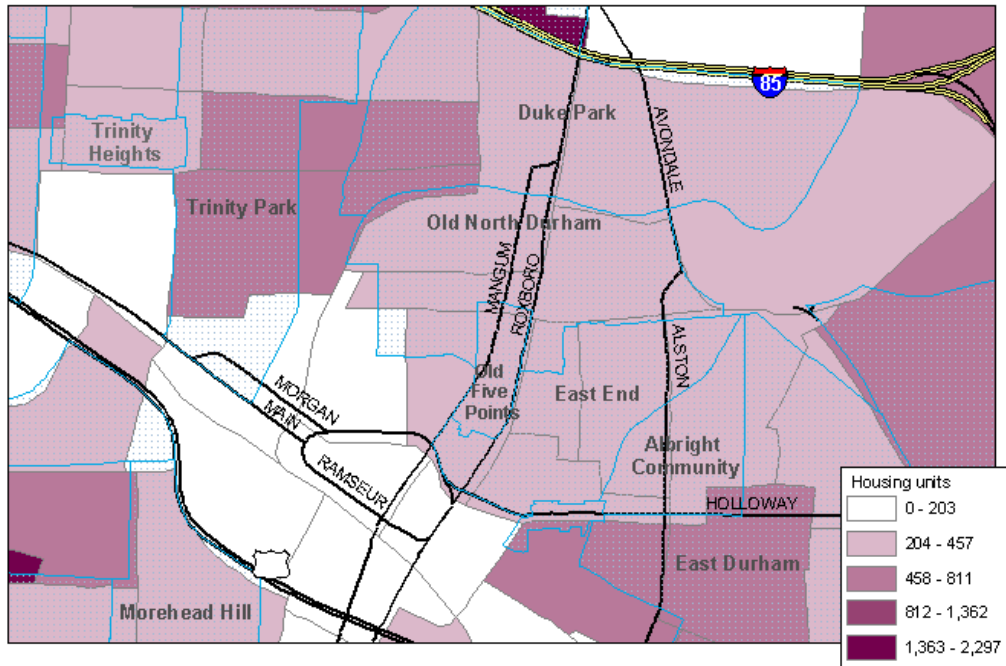 85
Duke Park
AVONDALE
Trinity
Heights
Trinity Park
Old North Durham
MANGUM
ROXBORO
ALSTON
Old
Five
Points
East End
MORGAN
MAIN
RAMSEUR
Albright
Community
HOLLOWAY
East Durham
Morehead Hill
Housing units
0 - 203
204 - 457
458 - 811
812 - 1,362
1,363 - 2,297